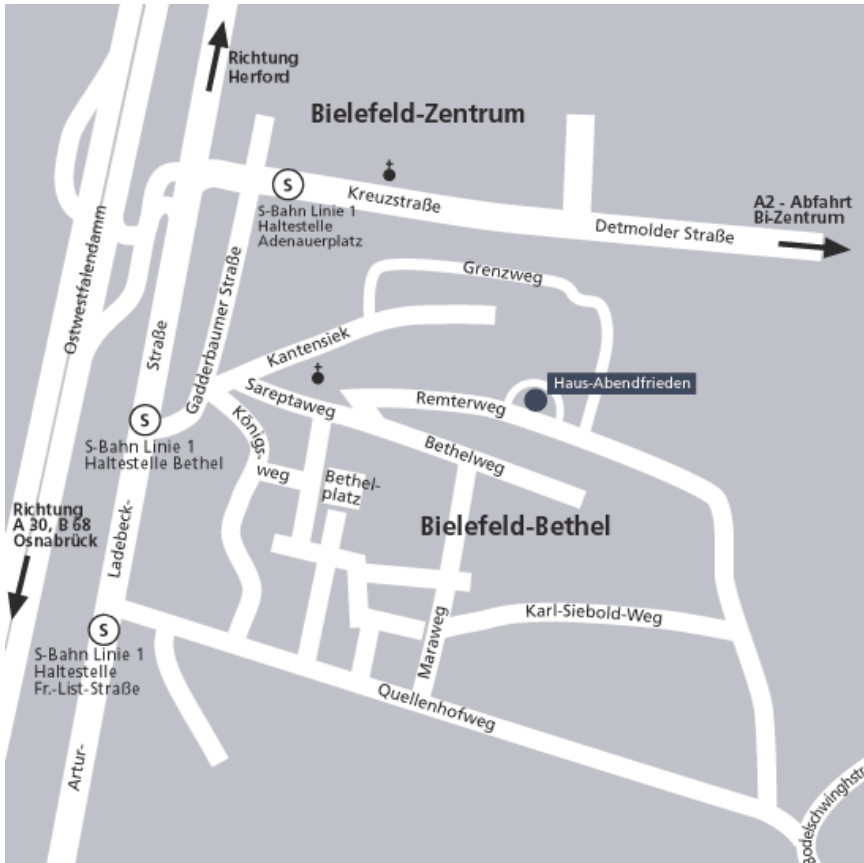 Richtung
Herford
Bielefeld-Zentrum
S
Kreuzstraße
S-Bahn Linie 1
Haltestelle
Adenauerplatz
A2 - Abfahrt
Bi-Zentrum
Detmolder Straße
Ostwestfalendamm
Grenzweg
Gadderbaumer Straße
Straße
Kantensiek
Haus-Abendfrieden
Sareptaweg
Remterweg
S
S-Bahn Linie 1
Haltestelle Bethel
Königs-
weg
Bethelweg
Bethel-
platz
Richtung
A 30, B 68
Osnabrück
Ladebeck-
Bielefeld-Bethel
Karl-Siebold-Weg
S
S-Bahn Linie 1
Haltestelle
Fr.-List-Straße
Maraweg
Quellenhofweg
Artur-
Bodelschwinghstr